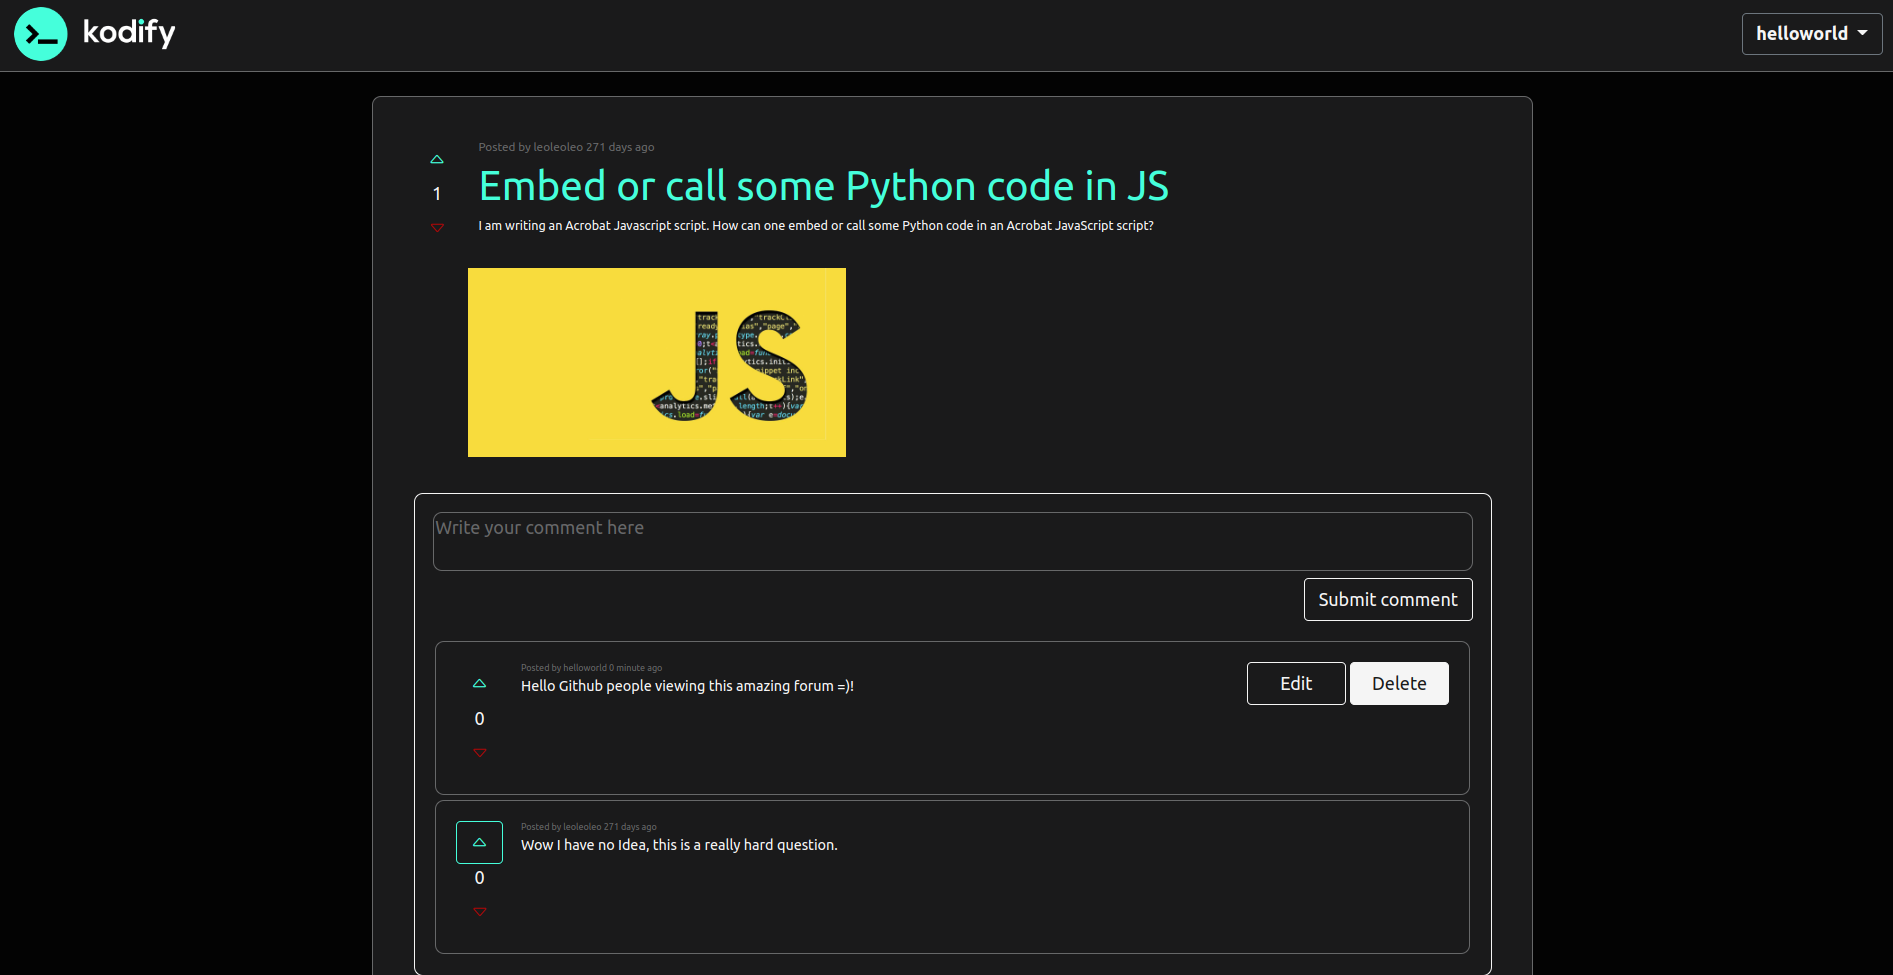 kodify
helloworld
Posted by leoleoleo 271 days ago
1
Embed or call some Python code in JS
I am writing an Acrobat Javascript script. How can one embed or call some Python code in an Acrobat JavaScript script?
JS
Write your comment here
Submit comment
Posted by helloworld 0 minute ago
Hello Github people viewing this amazing forum =)!
Edit
Delete
0
Posted by leoleoleo 271 days ago
Wow I have no Idea, this is a really hard question.
0